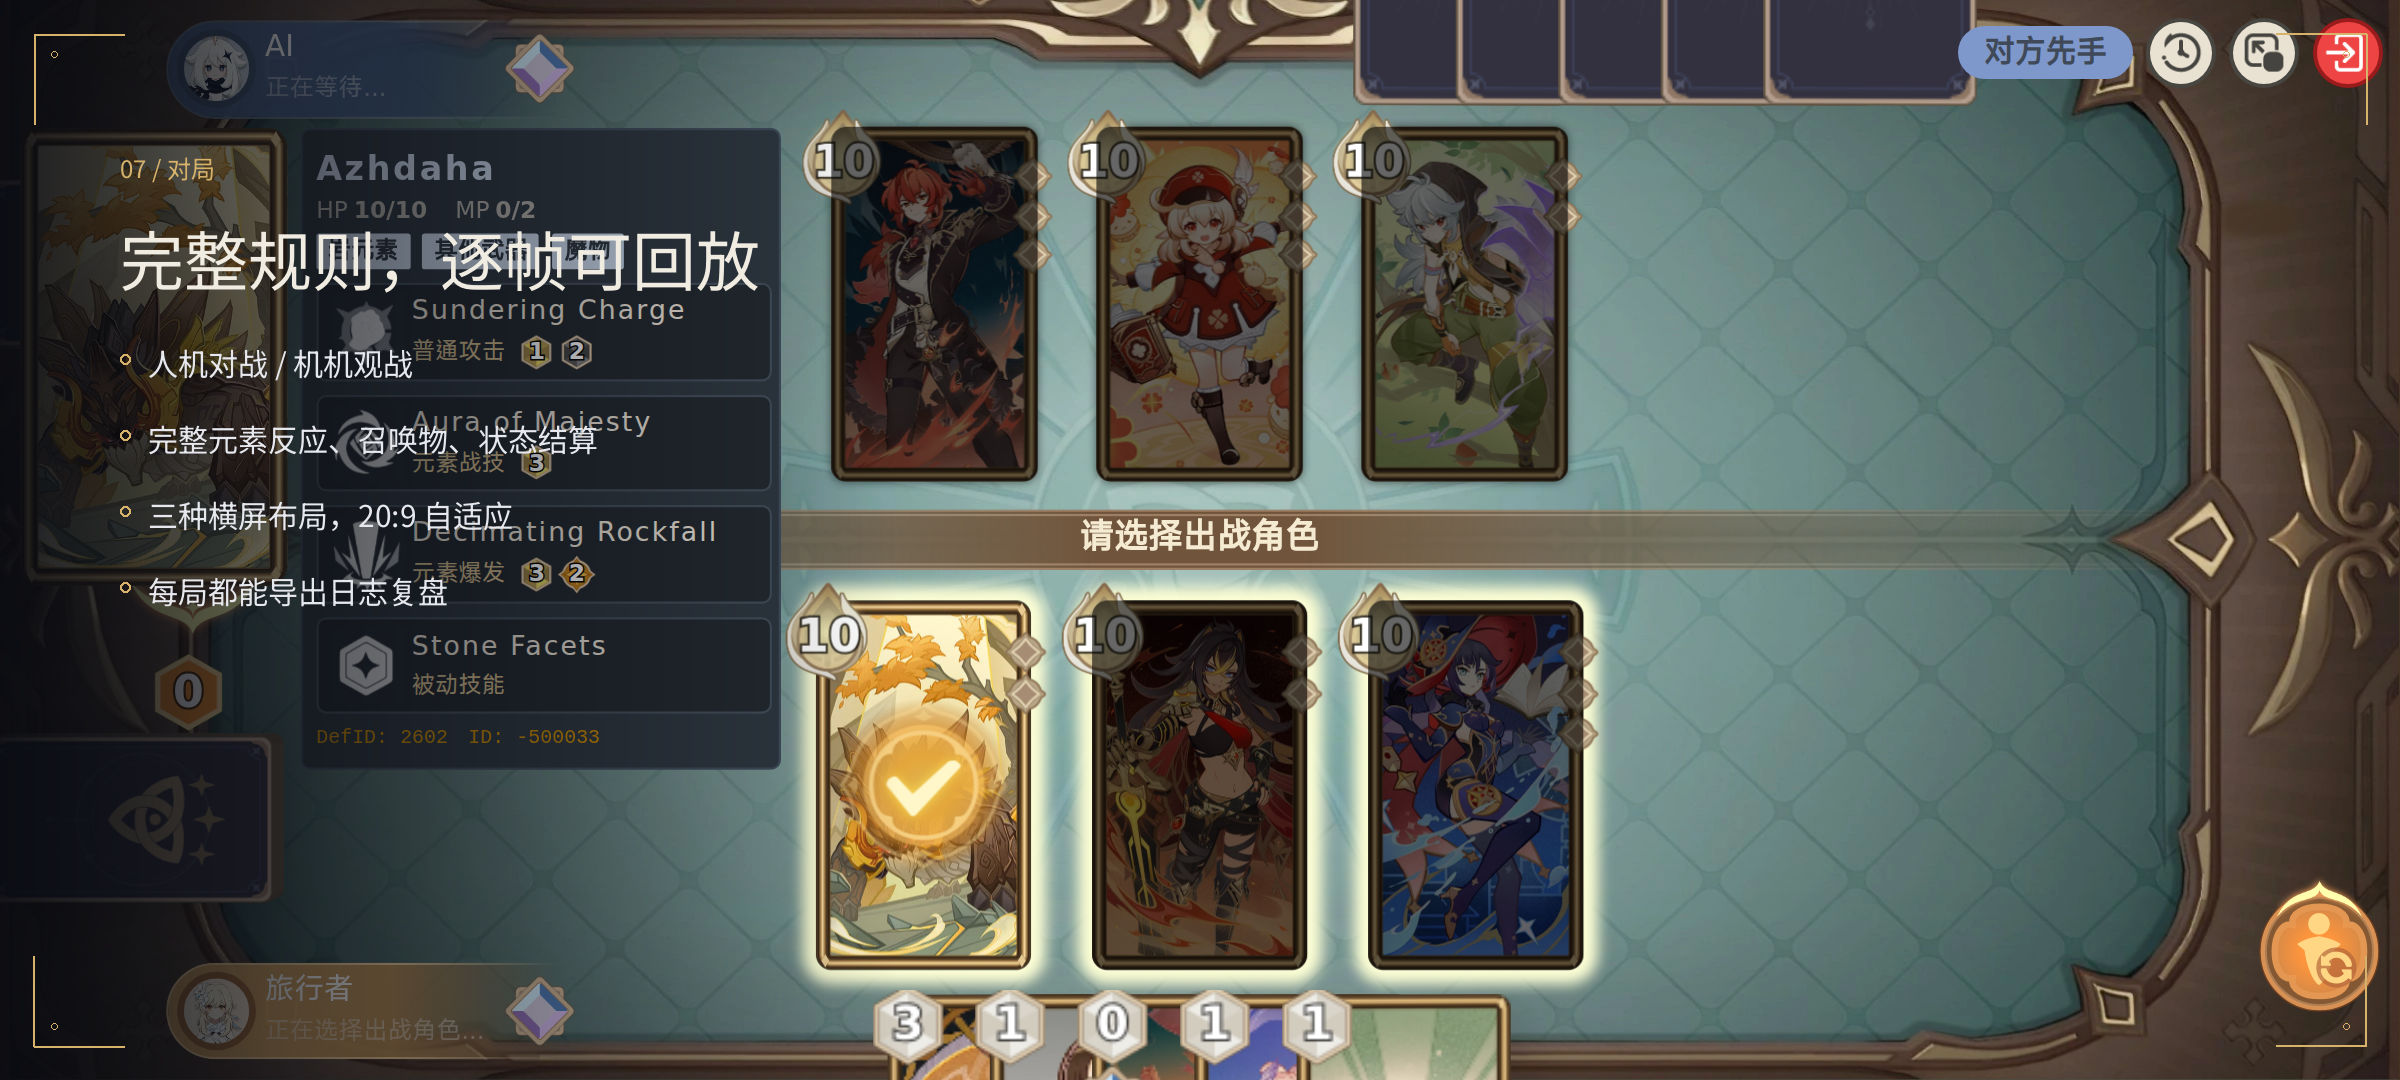 AI
正在等待...
对方先手
07 / 对局
Azhdaha
HP 10/10 MP 0/2
完整规则，逐帧可回放
Sundering Charge
普通攻击 1 2
人机对战 / 机机观战
Aura of Majesty
元素战技 3
完整元素反应、召唤物、状态结算
Decimating Rockfall
元素爆发 3 2
三种横屏布局，20:9 自适应
每局都能导出日志复盘
Stone Facets
被动技能
DefID: 2602 ID: -500033
10
10
10
请选择出战角色
10
10
10
0
旅行者
正在选择出战角色...
3
1
0
1
1